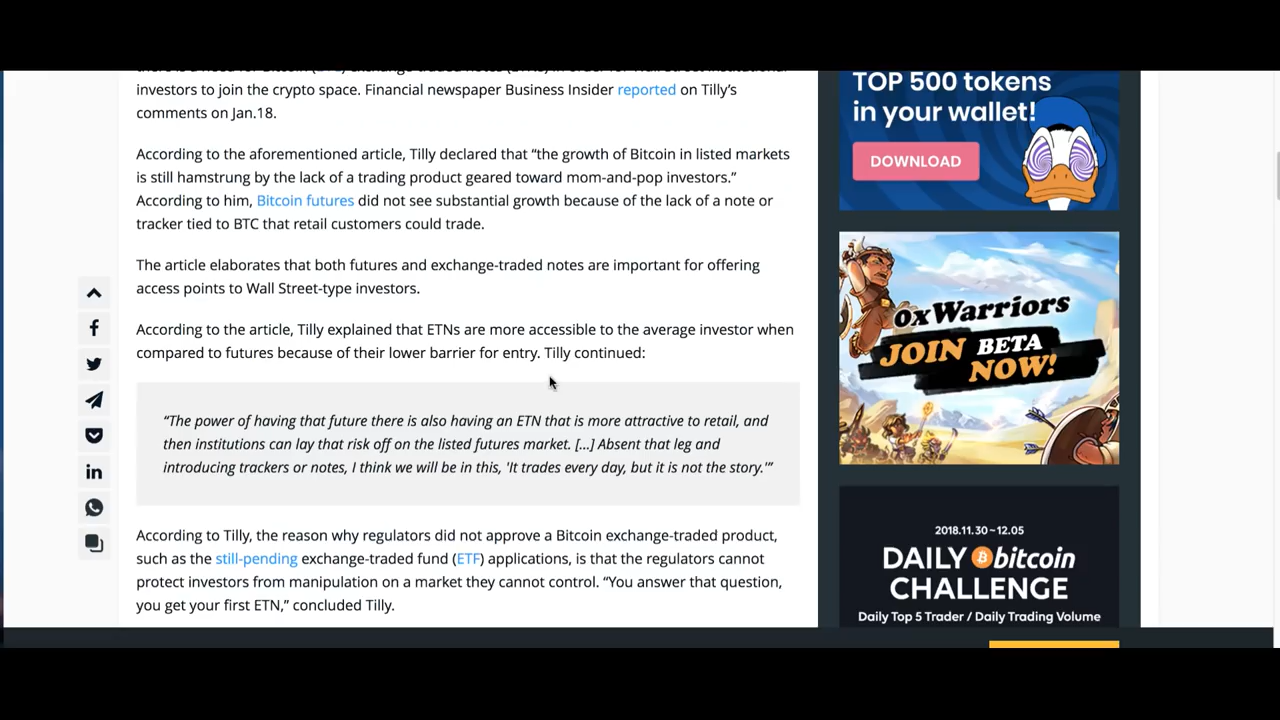 investors to join the crypto space. Financial newspaper Business Insider reported on Tilly’s
comments on Jan.18.
According to the aforementioned article, Tilly declared that “the growth of Bitcoin in listed markets
is still hamstrung by the lack of a trading product geared toward mom-and-pop investors.”
According to him, Bitcoin futures did not see substantial growth because of the lack of a note or
tracker tied to BTC that retail customers could trade.
The article elaborates that both futures and exchange-traded notes are important for offering
access points to Wall Street-type investors.
According to the article, Tilly explained that ETNs are more accessible to the average investor when
compared to futures because of their lower barrier for entry. Tilly continued:
“The power of having that future there is also having an ETN that is more attractive to retail, and
then institutions can lay that risk off on the listed futures market. [...] Absent that leg and
introducing trackers or notes, I think we will be in this, 'It trades every day, but it is not the story.'”
According to Tilly, the reason why regulators did not approve a Bitcoin exchange-traded product,
such as the still-pending exchange-traded fund (ETF) applications, is that the regulators cannot
protect investors from manipulation on a market they cannot control. “You answer that question,
you get your first ETN,” concluded Tilly.
TOP 500 tokens
in your wallet!
DOWNLOAD
oxWarriors
JOIN BETA
NOW!
2018.11.30~12.05
DAILY bitcoin
CHALLENGE
Daily Top 5 Trader / Daily Trading Volume